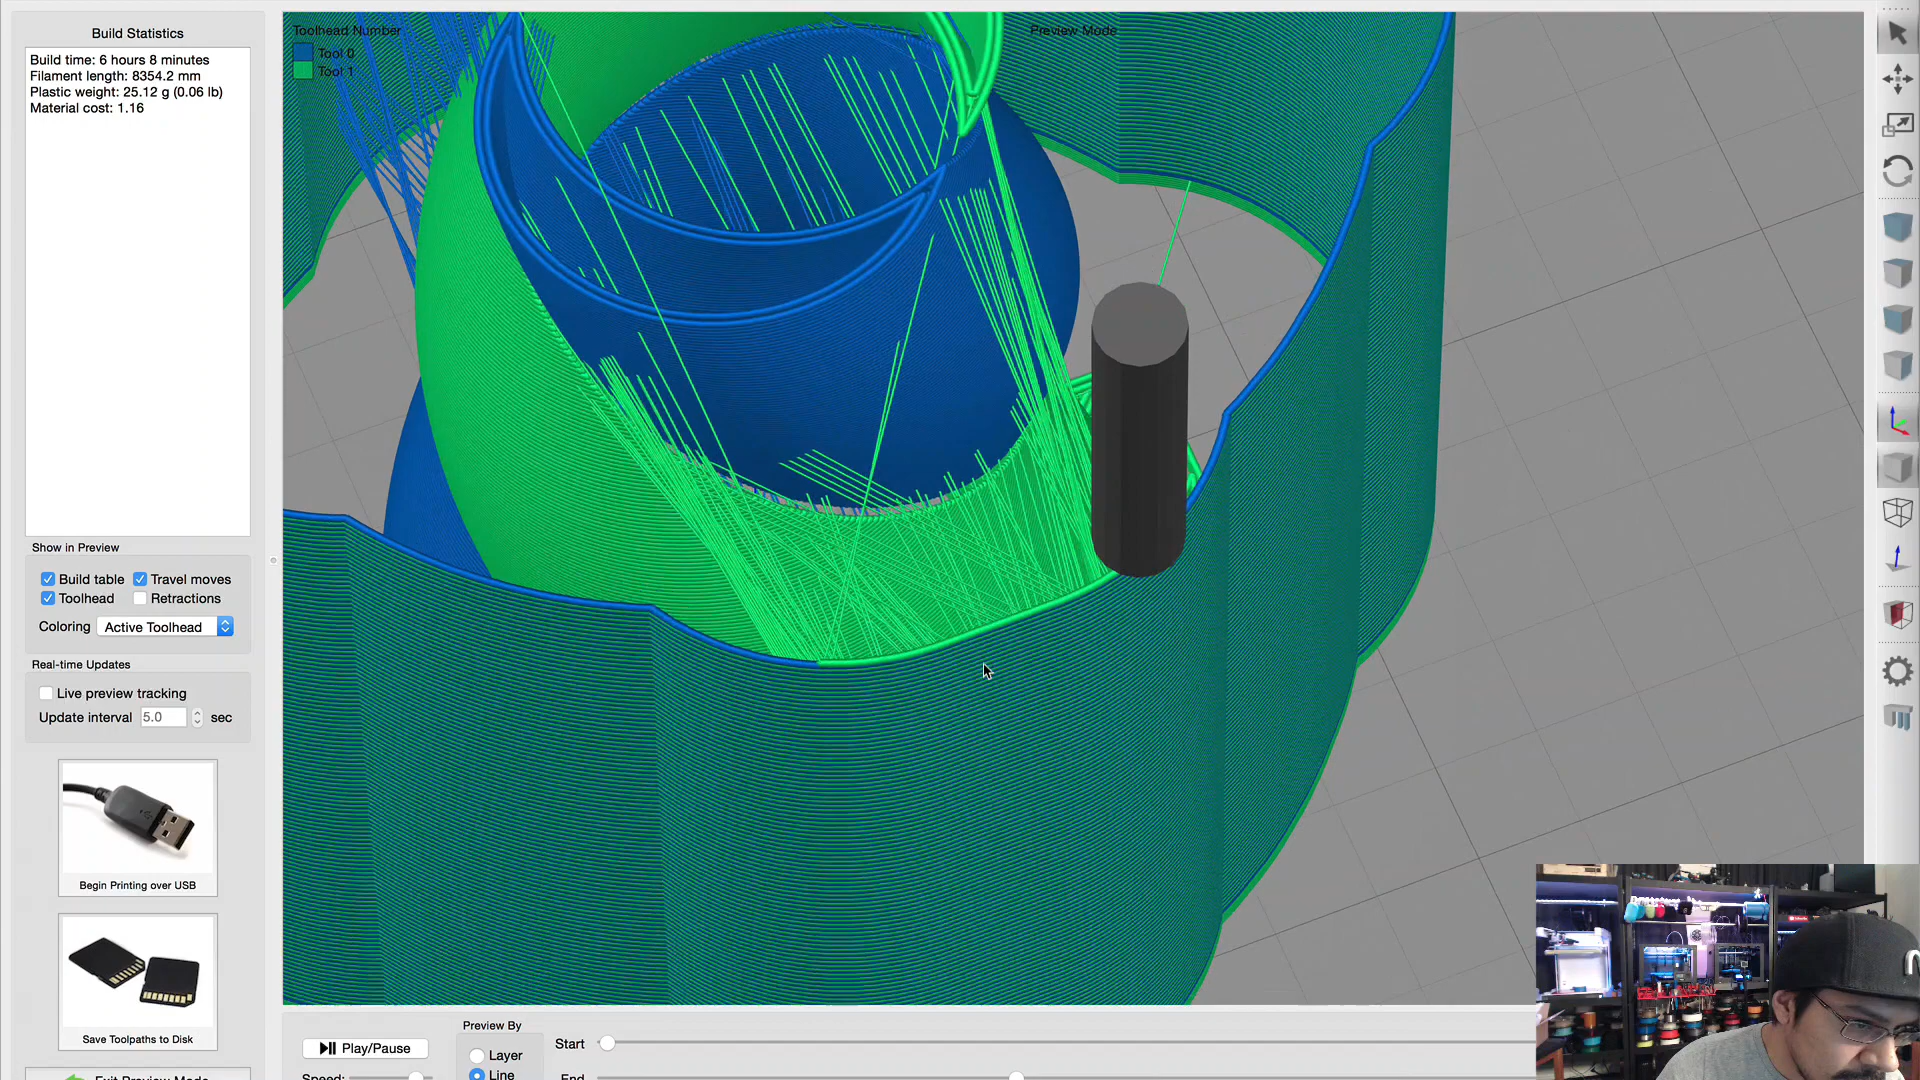 Build Statistics
Build time: 6 hours 8 minutes
Filament length: 8354.2 mm
Plastic weight: 25.12 g (0.06 lb)
Material cost: 1.16
Show in Preview
Build table
Travel moves
Toolhead
Retractions
Coloring
Active Toolhead
Real-time Updates
Live preview tracking
Update interval 5.0 sec
Begin Printing over USB
Save Toolpaths to Disk
Exit Preview Mode
Toolhead Number
Tool 0
Tool 1
Preview Mode
Play/Pause
Speed:
Preview By
Layer
Line
Start
End